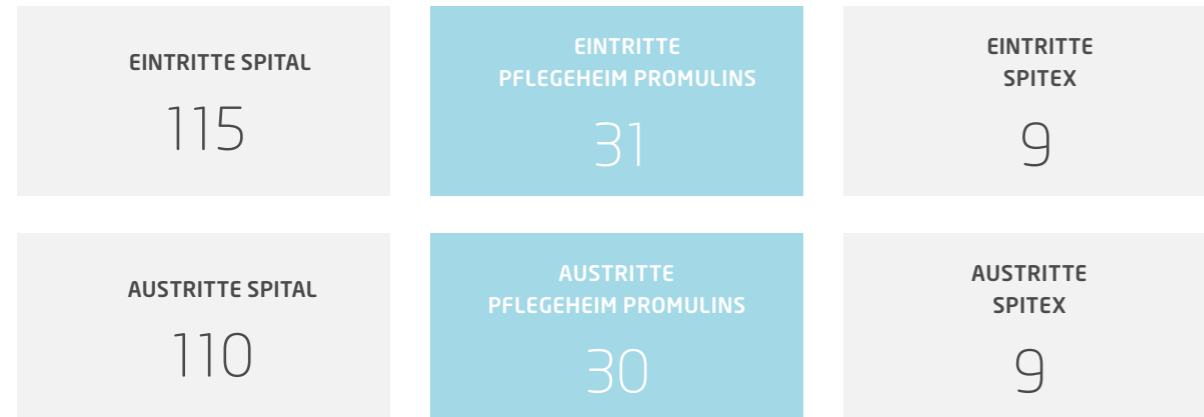 EINTRITTE SPITAL
115
EINTRITTE
PFLEGEHEIM PROMULINS
31
EINTRITTE
SPITEX
9
AUSTRITTE SPITAL
110
AUSTRITTE
PFLEGEHEIM PROMULINS
30
AUSTRITTE
SPITEX
9